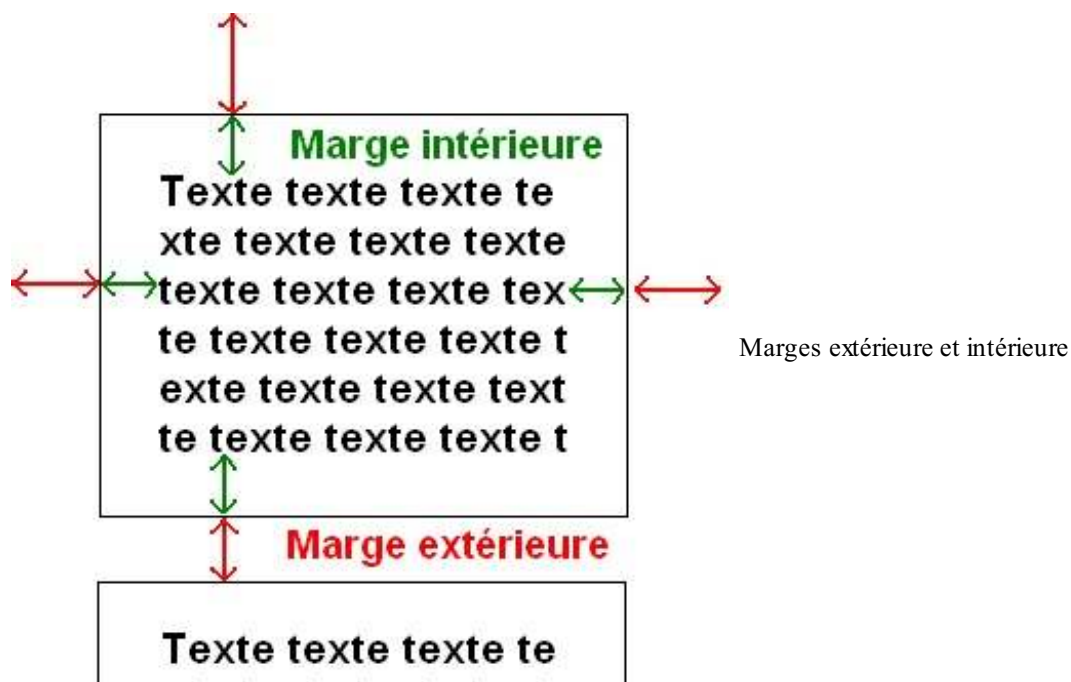 Marge intérieure
Texte texte texte te
xte texte texte texte
texte texte texte tex
te texte texte texte t
exte texte texte text
te texte texte texte t
Marges extérieure et intérieure
Marge extérieure
Texte texte texte te